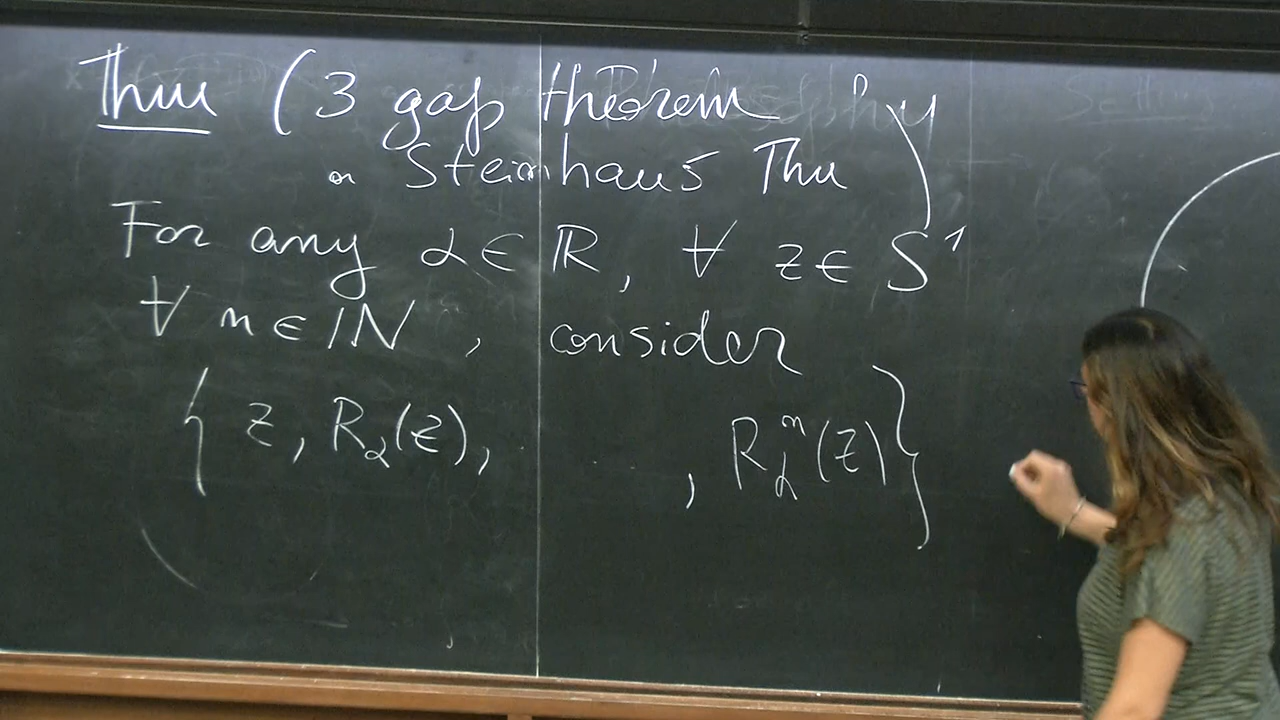 Thm (3 gap theorem
or Steinhaus Thm)
For any α ∈ ℝ, ∀ z ∈ S¹
∀ n ∈ ℕ, consider
{ z, R_α(z), ..... , R_α^n(z) }